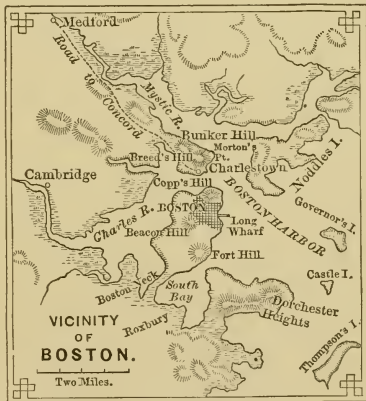 Medford
Road to Concord
Mystic R.
Bunker Hill
Morton's Pt.
Breed's Hill
Charlestown
Noddles I.
Cambridge
Copp's Hill
BOSTON HARBOR
Charles R.
BOSTON
Governor's I.
Long Wharf
Beacon Hill
Fort Hill.
Castle I.
Boston Neck
South Bay
Roxbury
Dorchester Heights
Thompson's I.
VICINITY
OF
BOSTON.
Two Miles.